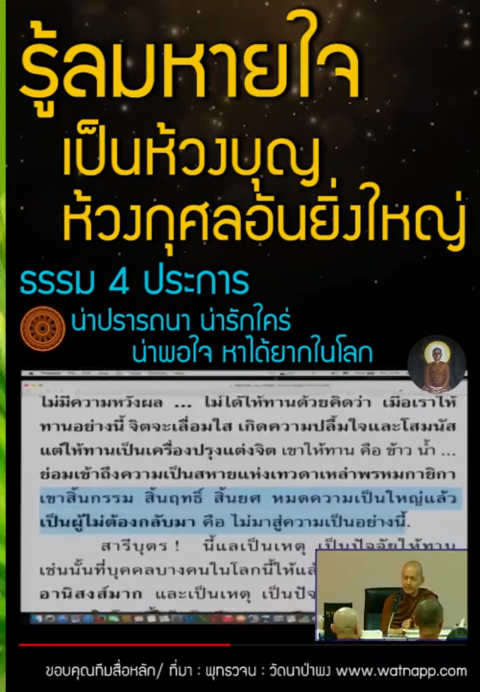 รู้ลมหายใจ
เป็นห้วงบุญ
ห้วงกุศลอันยิ่งใหญ่
ธรรม 4 ประการ
น่าปรารถนา น่ารักใคร่
น่าพอใจ หาได้ยากในโลก
ไม่มีความหวังผล ... ไม่ได้ให้ทานด้วยคิดว่า เมื่อเราให้
ทานอย่างนี้ จิตจะเลื่อมใส เกิดความปลื้มใจและโสมนัส
แต่ให้ทานเป็นเครื่องปรุงแต่งจิต เขาให้ทาน คือ ข้าว น้ำ ...
ย่อมเข้าถึงความเป็นสหายแห่งเทวดาเหล่าพรหมกายิกา
เขาสิ้นกรรม สิ้นฤทธิ์ สิ้นยศ หมดความเป็นใหญ่แล้ว
เป็นผู้ไม่ต้องกลับมา คือ ไม่มาสู่ความเป็นอย่างนี้.
สารีบุตร ! นี้แลเป็นเหตุ เป็นปัจจัยให้ทาน
เช่นนั้นที่บุคคลบางคนในโลกนี้ให้แล้
อานิสงส์มาก และเป็นเหตุ เป็นปัจ
ขอบคุณทีมสื่อหลัก/ ที่มา : พุทธวจน : วัดนาป่าพง www.watnapp.com